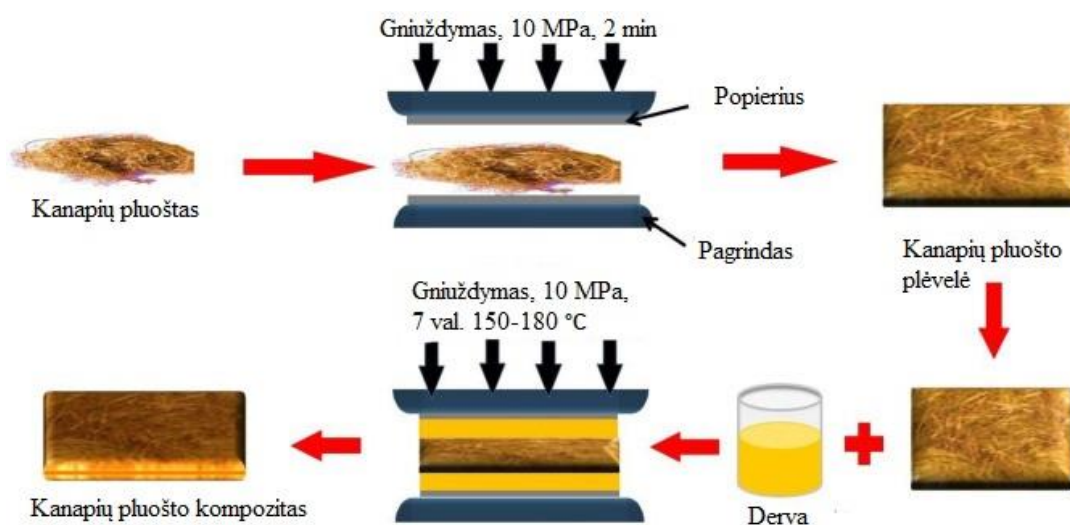 Gniuždymas, 10 MPa, 2 min
Popierius
Kanapių pluoštas
Pagrindas
Kanapių pluošto
plėvelė
Gniuždymas, 10 MPa,
7 val. 150-180 °C
Kanapių pluošto kompozitas
Derva